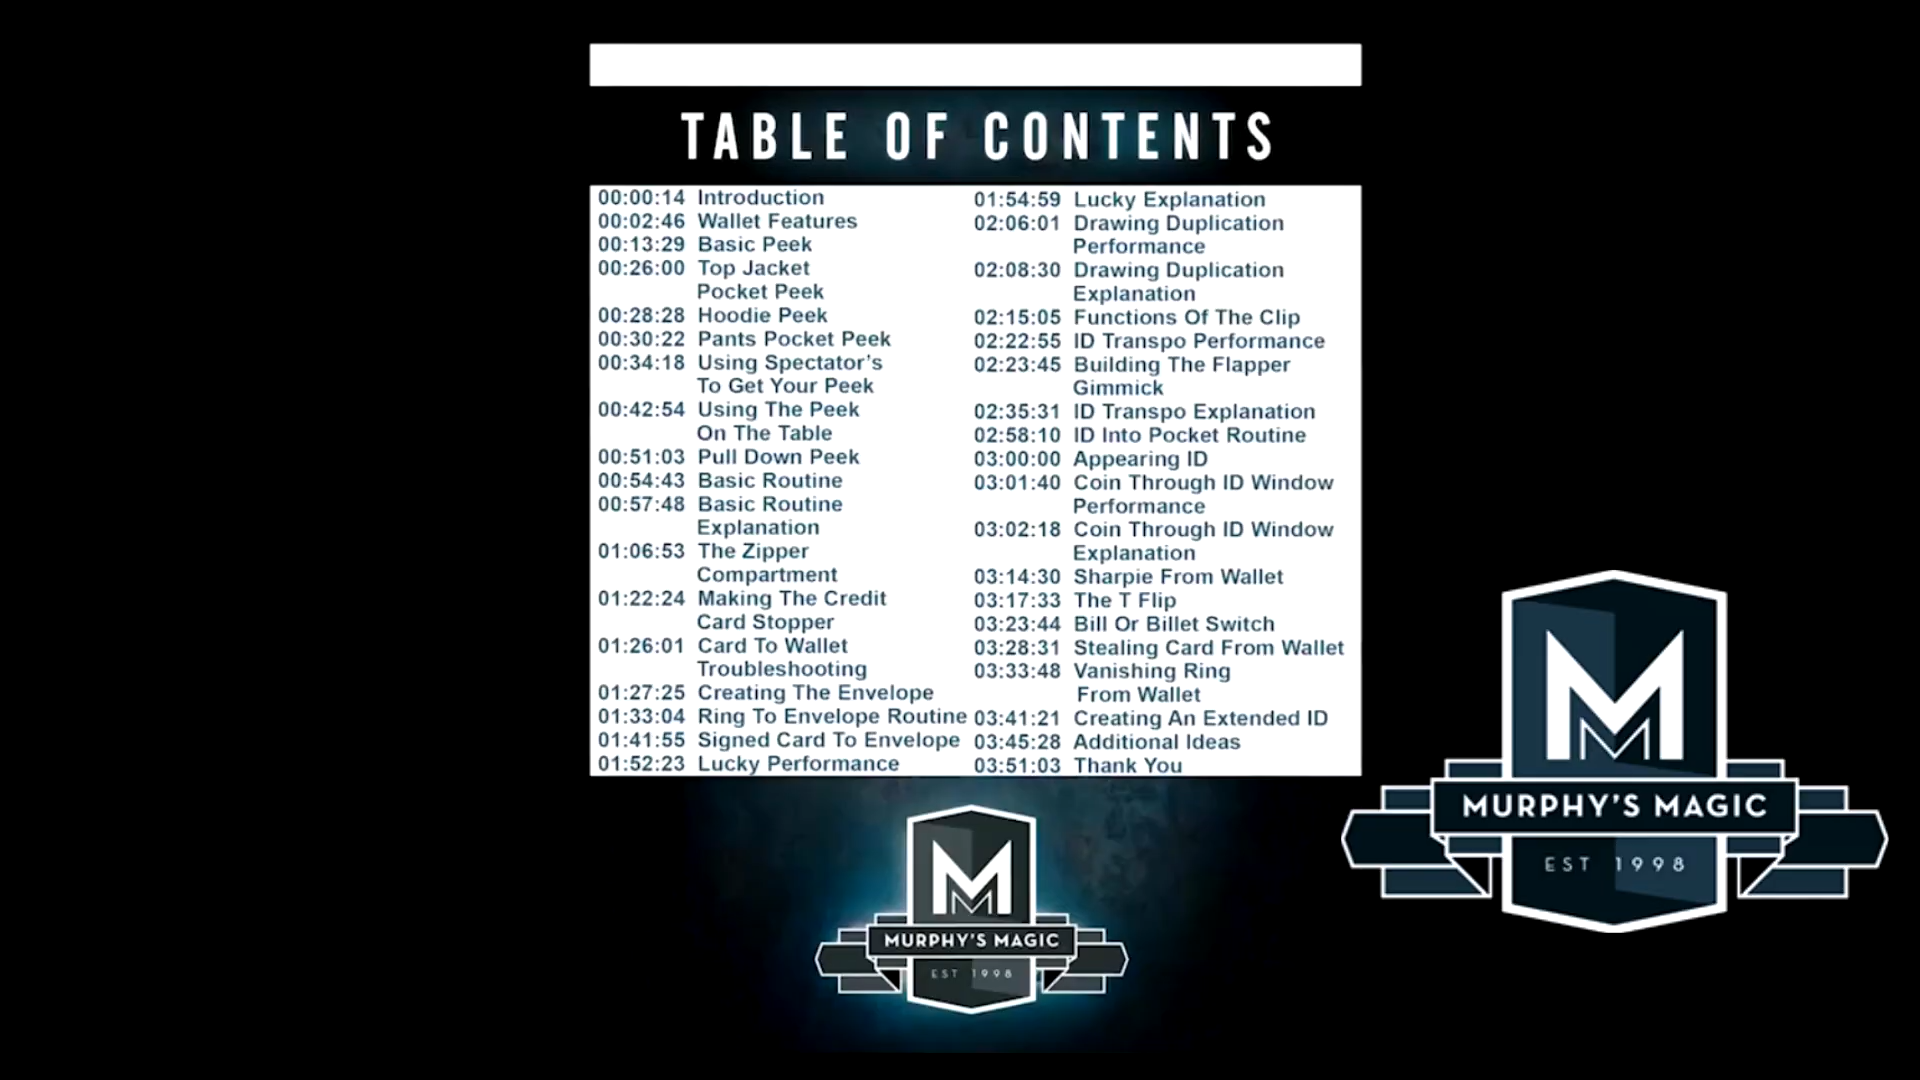 TABLE OF CONTENTS
00:00:14 Introduction
00:02:46 Wallet Features
00:13:29 Basic Peek
00:26:00 Top Jacket
Pocket Peek
00:28:28 Hoodie Peek
00:30:22 Pants Pocket Peek
00:34:18 Using Spectator's
To Get Your Peek
00:42:54 Using The Peek
On The Table
00:51:03 Pull Down Peek
00:54:43 Basic Routine
00:57:48 Basic Routine
Explanation
01:06:53 The Zipper
Compartment
01:22:24 Making The Credit
Card Stopper
01:26:01 Card To Wallet
Troubleshooting
01:27:25 Creating The Envelope
01:33:04 Ring To Envelope Routine
01:41:55 Signed Card To Envelope
01:52:23 Lucky Performance
01:54:59 Lucky Explanation
02:06:01 Drawing Duplication
Performance
02:08:30 Drawing Duplication
Explanation
02:15:05 Functions Of The Clip
02:22:55 ID Transpo Performance
02:23:45 Building The Flapper
Gimmick
02:35:31 ID Transpo Explanation
02:58:10 ID Into Pocket Routine
03:00:00 Appearing ID
03:01:40 Coin Through ID Window
Performance
03:02:18 Coin Through ID Window
Explanation
03:14:30 Sharpie From Wallet
03:17:33 The T Flip
03:23:44 Bill Or Billet Switch
03:28:31 Stealing Card From Wallet
03:33:48 Vanishing Ring
From Wallet
03:41:21 Creating An Extended ID
03:45:28 Additional Ideas
03:51:03 Thank You
M
M
MURPHY'S MAGIC
EST 1998
M
M
MURPHY'S MAGIC
EST 1998